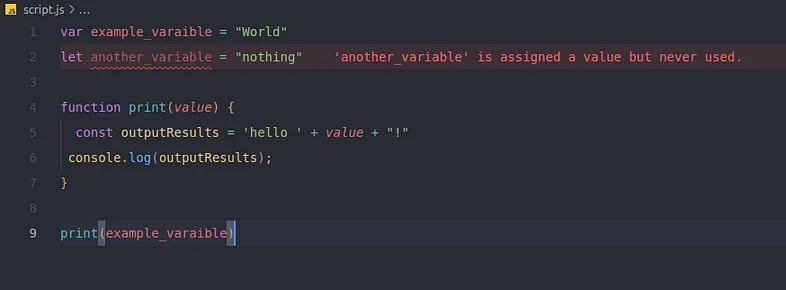 JS script.js > ...
1 var example_varaible = "World"
2 let another_variable = "nothing" 'another_variable' is assigned a value but never used.
3
4 function print(value) {
5 const outputResults = 'hello ' + value + "!"
6 console.log(outputResults);
7 }
8
9 print(example_varaible)